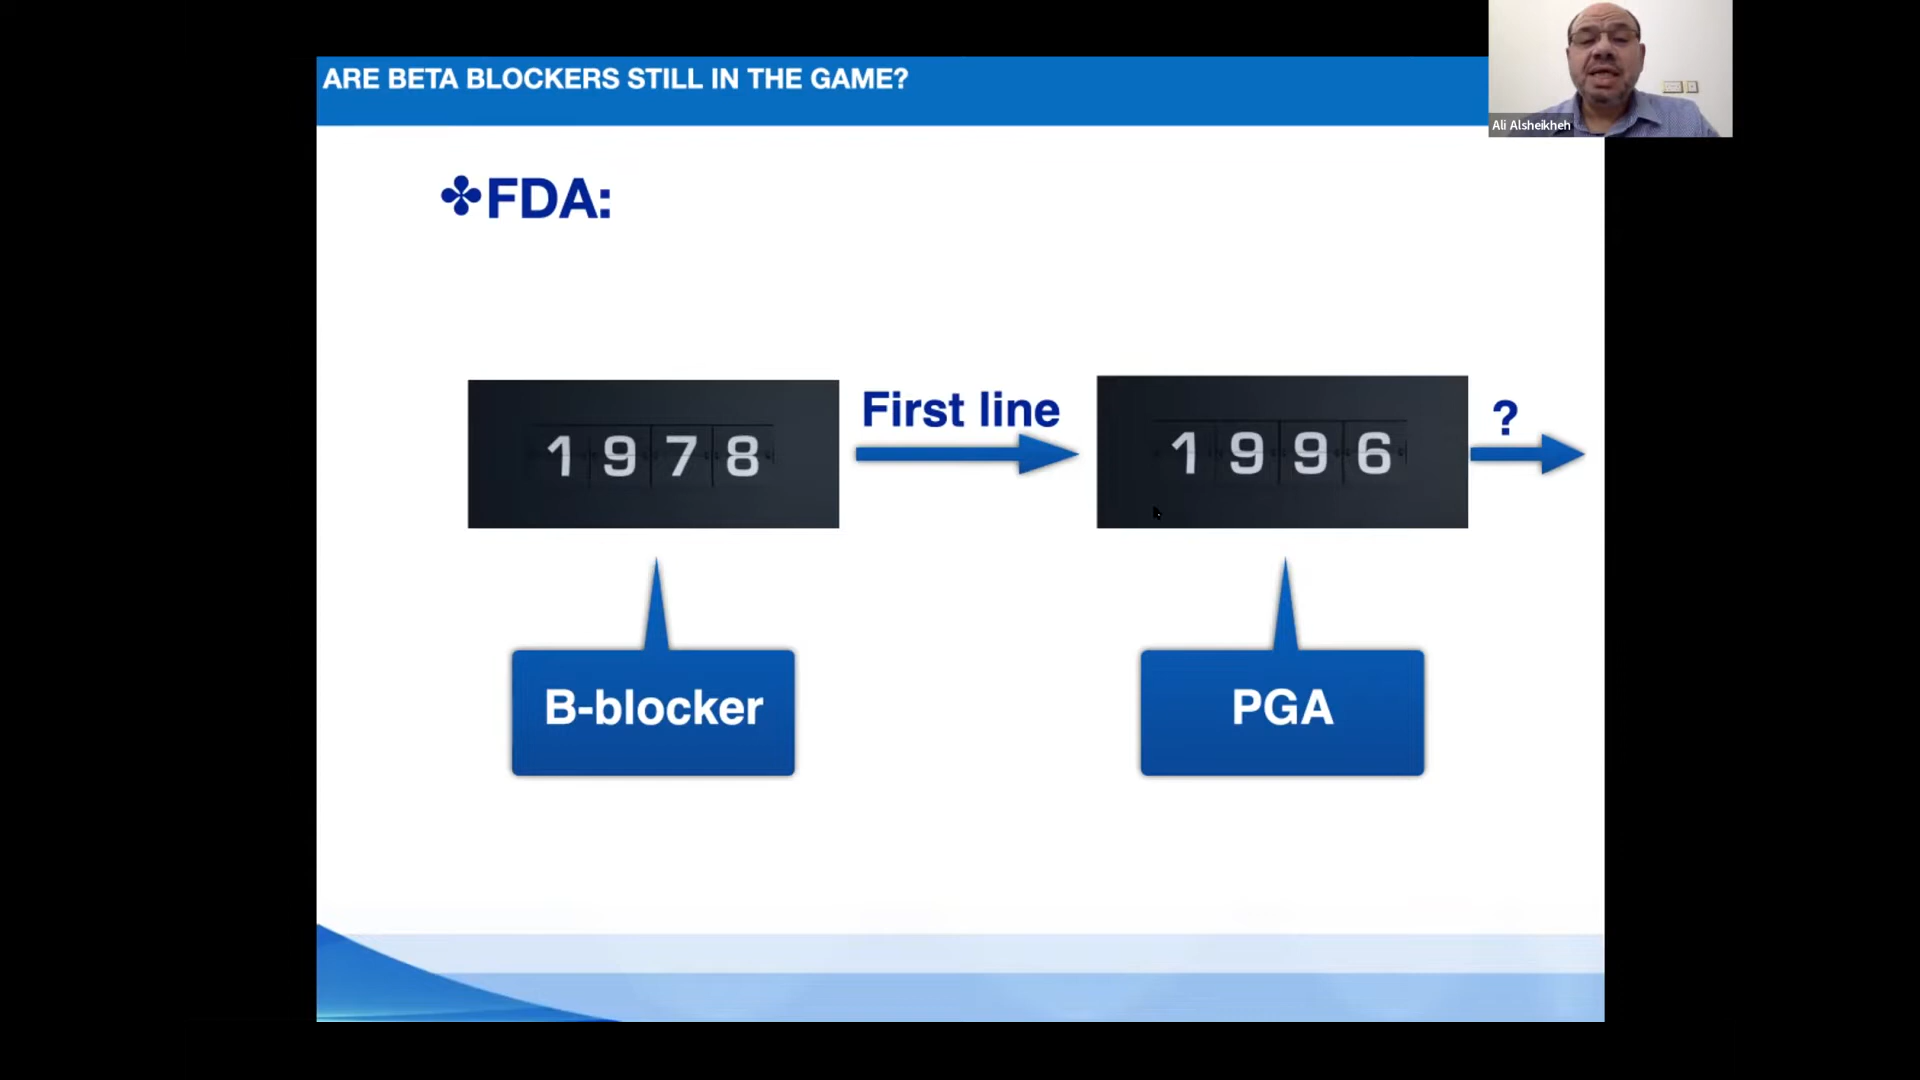 ARE BETA BLOCKERS STILL IN THE GAME?
Ali Alsheikheh
✤FDA:
1978
First line
1996
?
B-blocker
PGA